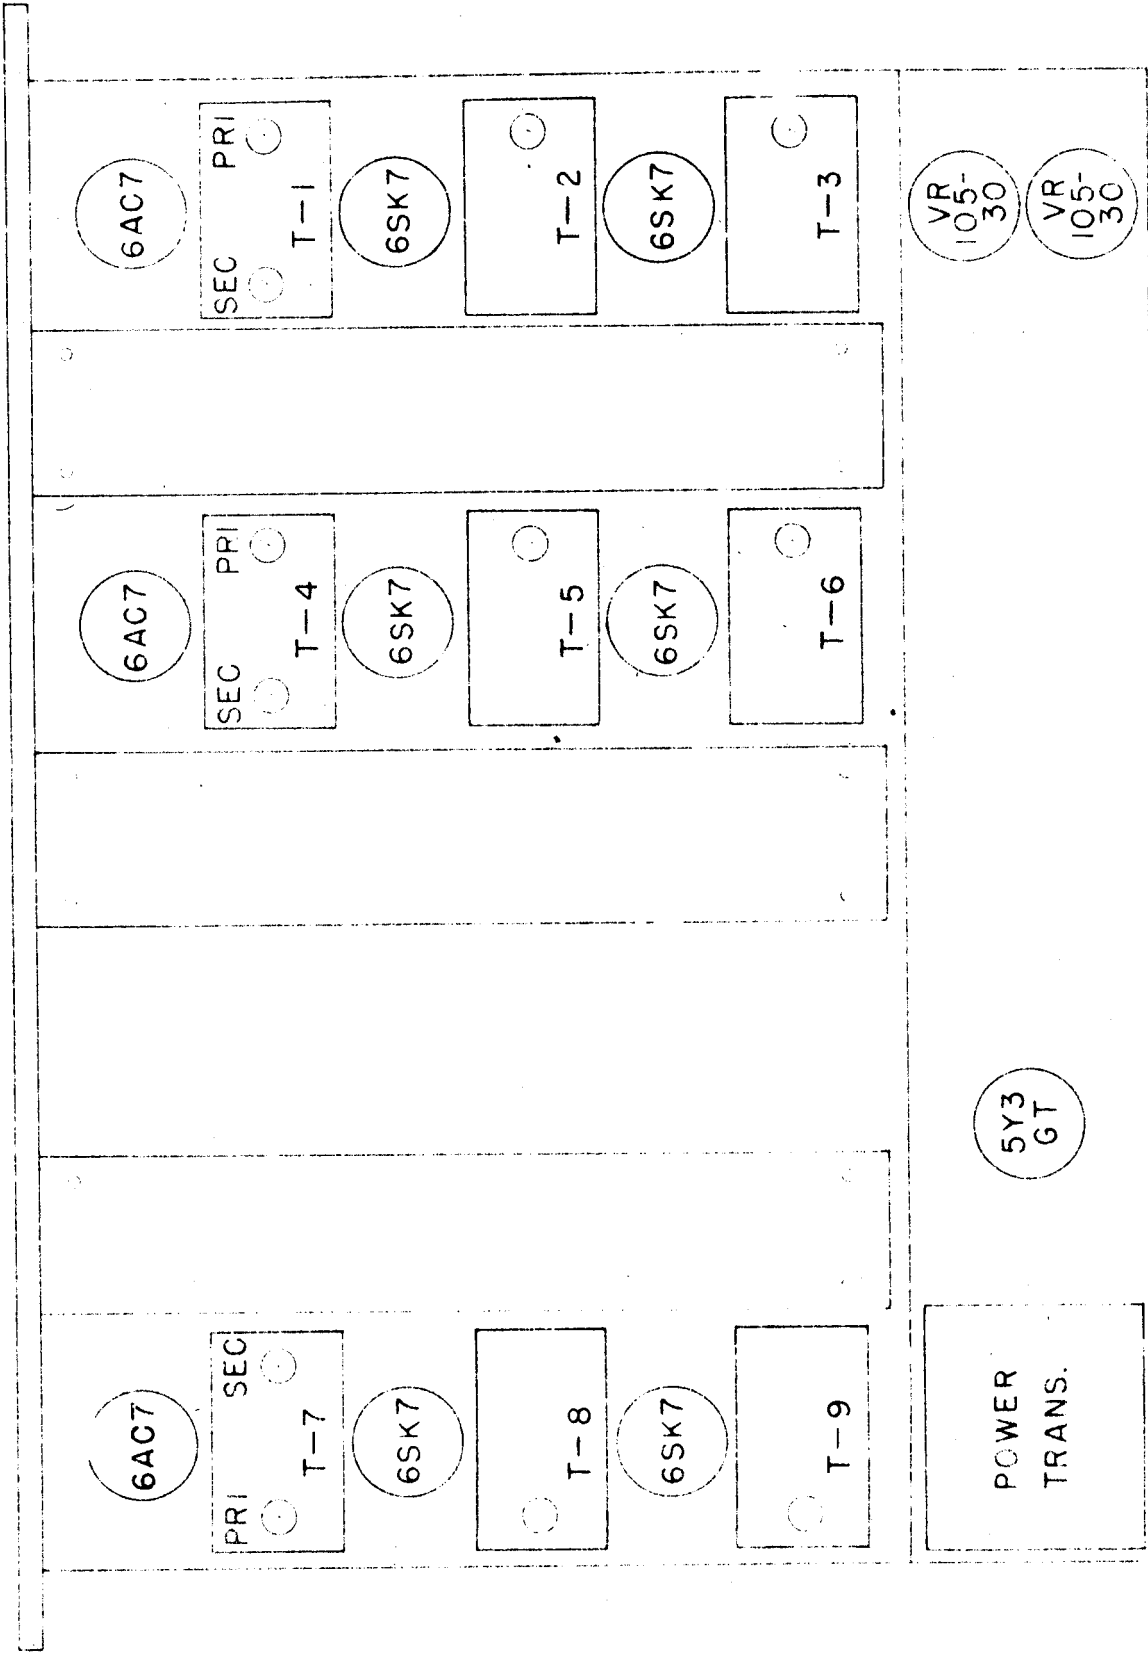 6AC7
6AC7
6AC7
PRI SEC
T-7
SEC PRI
T-4
SEC PRI
T-1
6SK7
6SK7
6SK7
T-8
T-5
T-2
6SK7
6SK7
6SK7
T-9
T-6
T-3
POWER
TRANS.
5Y3
GT
VR
105-
30
VR
105-
30